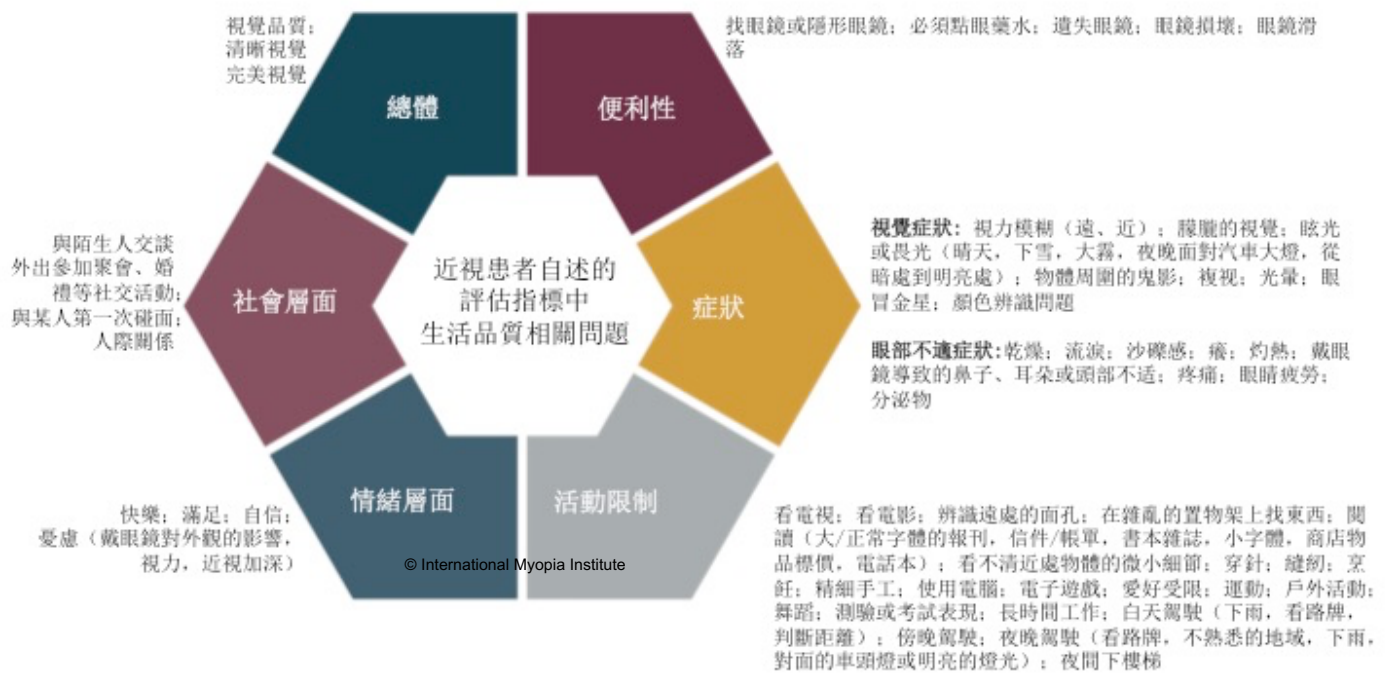 視覺品質;
清晰視覺
完美視覺
總體
找眼鏡或隱形眼鏡; 必須點眼藥水; 遺失眼鏡; 眼鏡損壞; 眼鏡滑
落
便利性
視覺症狀: 視力模糊（遠、近）; 朦朧的視覺; 眩光
或畏光（晴天, 下雪, 大霧, 夜晚面對汽車大燈, 從
暗處到明亮處）; 物體周圍的鬼影; 複視; 光暈; 眼
冒金星; 顏色辨識問題
眼部不適症狀:乾燥; 流淚; 沙礫感; 癢; 灼熱; 戴眼
鏡導致的鼻子、耳朵或頭部不适; 疼痛; 眼睛疲勞;
分泌物
症狀
與陌生人交談
外出參加聚會、婚
禮等社交活動;
與某人第一次碰面;
人際關係
社會層面
近視患者自述的
評估指標中
生活品質相關問題
情緒層面
快樂; 滿足; 自信;
憂慮（戴眼鏡對外觀的影響,
視力, 近視加深）
活動限制
看電視; 看電影; 辨識遠處的面孔; 在雜亂的置物架上找東西; 閱
讀（大/正常字體的報刊, 信件/帳單, 書本雜誌, 小字體, 商店物
品標價, 電話本）; 看不清近處物體的微小細節; 穿針; 縫紉; 烹
飪; 精細手工; 使用電腦; 電子遊戲; 愛好受限; 運動; 戶外活動;
舞蹈; 測驗或考試表現; 長時間工作; 白天駕駛（下雨, 看路牌,
判斷距離）; 傍晚駕駛; 夜晚駕駛（看路牌, 不熟悉的地域, 下雨,
對面的車頭燈或明亮的燈光）; 夜間下樓梯
© International Myopia Institute